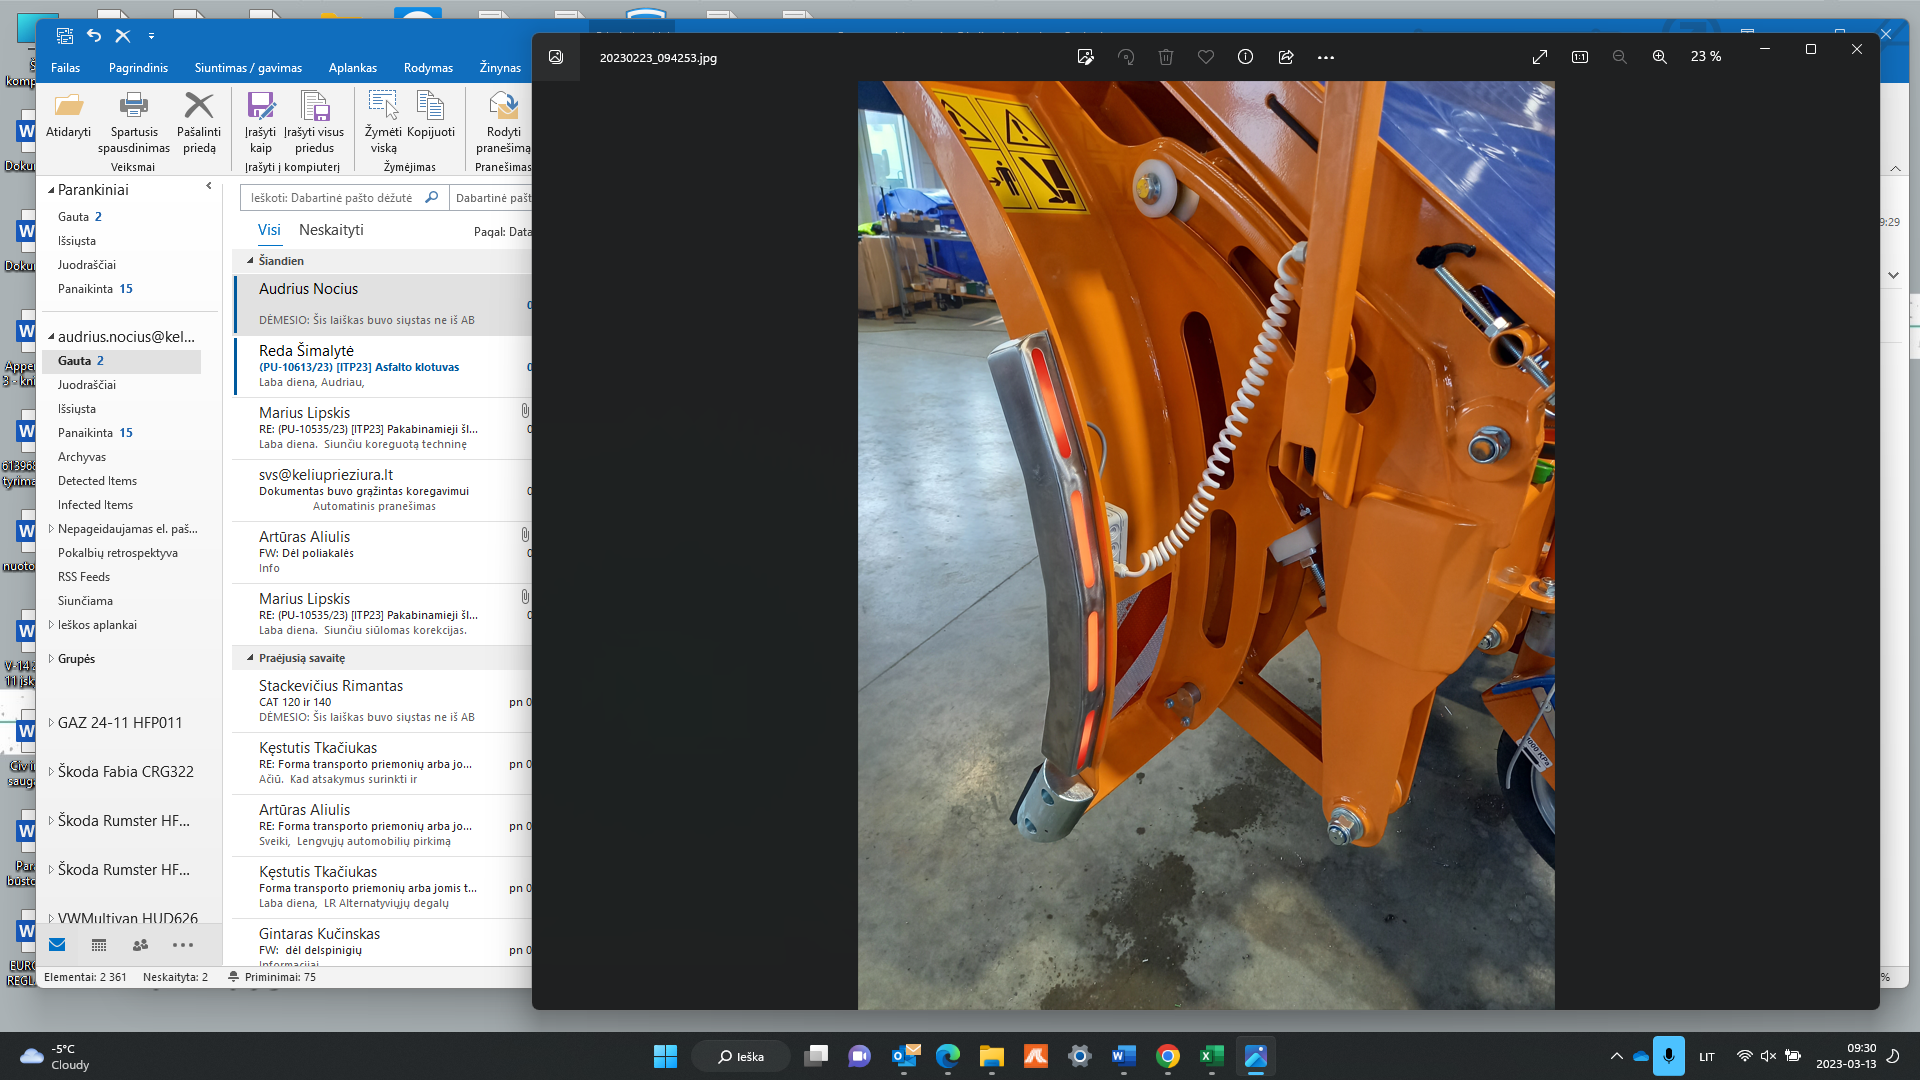 Failas
Pagrindinis
Siuntimas / gavimas
Aplankas
Rodymas
Žinynas
20230223_094253.jpg
23 %
Atidaryti
Spartusis
spausdinimas
Pašalinti
priedą
Įrašyti
kaip
Įrašyti visus
priedus
Žymėti
viską
Kopijuoti
Rodyti
Veiksmai
Įrašyti į kompiuterį
Žymėjimas
Parankiniai
Gauta 2
Išsiųsta
Juodraščiai
Panaikinta 15
audrius.nocius@kel...
Gauta 2
Juodraščiai
Išsiųsta
Panaikinta 15
Archyvas
Detected Items
Infected Items
Nepageidaujamas el. paš...
Pokalbių retrospektyva
RSS Feeds
Siunčiama
Ieškos aplankai
Grupės
GAZ 24-11 HFP011
Škoda Fabia CRG322
Škoda Rumster HF...
Škoda Rumster HF...
VWMultivan HUD626
Ieškoti: Dabartinė pašto dėžutė
Dabartinė
Visi
Neskaityti
Paqal: Data
Šiandien
Audrius Nocius
DĖMESIO: Šis laiškas buvo siųstas ne iš AB
Reda Šimalytė
(PU-10613/23) [ITP23] Asfalto klotuvas
Laba diena, Audriau,
Marius Lipskis
RE: (PU-10535/23) [ITP23] Pakabinamieji šl...
Laba diena. Siunčiu koreguotą techninę
svs@keliuprieziura.lt
Dokumentas buvo grąžintas koregavimui
Automatinis pranešimas
Artūras Aliulis
FW: Dėl poliakalės
Info
Marius Lipskis
RE: (PU-10535/23) [ITP23] Pakabinamieji šl...
Laba diena. Siunčiu siūlomas korekcijas.
Praėjusią savaitę
Stackevičius Rimantas
CAT 120 ir 140
pn
DĖMESIO: Šis laiškas buvo siųstas ne iš AB
Kęstutis Tkačiukas
RE: Forma transporto priemonių arba jo...
pn
Ačiū. Kad atsakymus surinkti ir
Artūras Aliulis
RE: Forma transporto priemonių arba jo...
pn
Sveiki, Lengvųjų automobilių pirkimą
Kęstutis Tkačiukas
Forma transporto priemonių arba jomis t...
pn
Laba diena, LR Alternatyviųjų degalų
Gintaras Kučinskas
FW: dėl delspinigių
pn
Elementai: 2 361
Neskaityta: 2
Priminimai: 75
-5°C
Cloudy
Ieška
LIT
09:30
2023-03-13